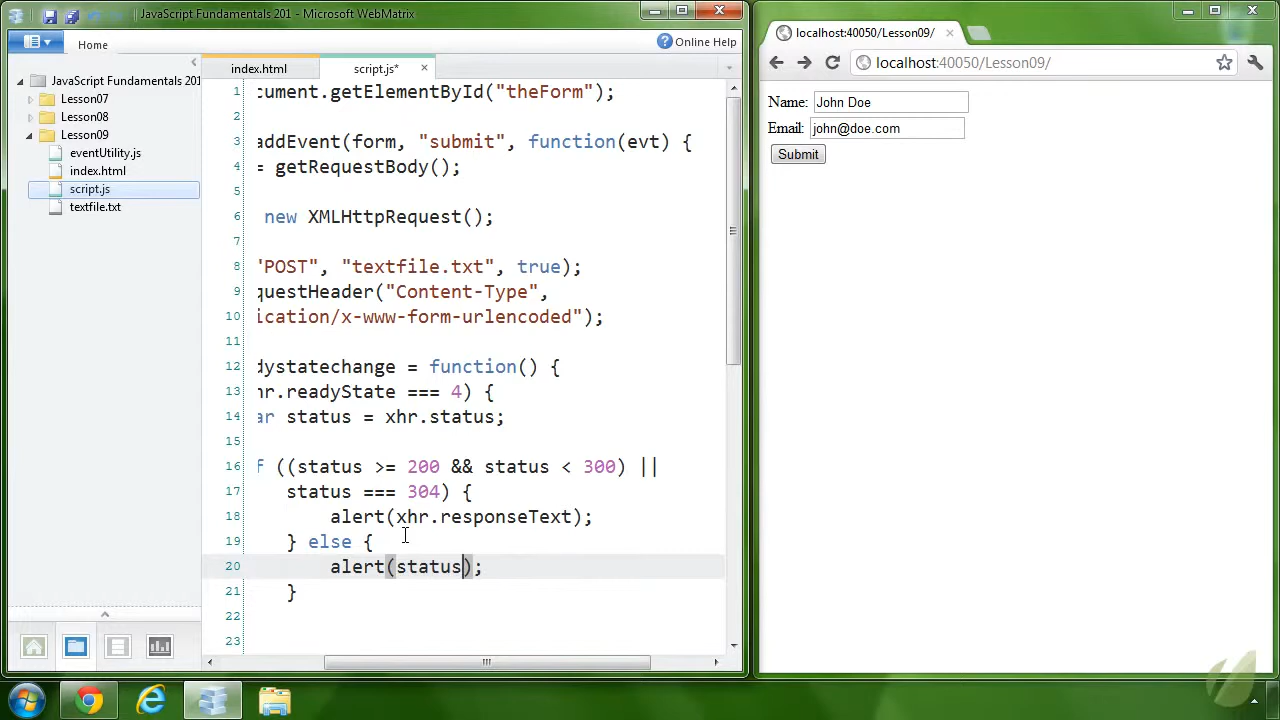 JavaScript Fundamentals 201 - Microsoft WebMatrix
Home
Online Help
JavaScript Fundamentals 201
Lesson07
Lesson08
Lesson09
eventUtility.js
index.html
script.js
textfile.txt
index.html
script.js*
1 cument.getElementById("theForm");
2
3 addEvent(form, "submit", function(evt) {
4 = getRequestBody();
5
6 new XMLHttpRequest();
7
8 "POST", "textfile.txt", true);
9 questHeader("Content-Type",
10 ication/x-www-form-urlencoded");
11
12 dystatechange = function() {
13 hr.readyState === 4) {
14 ar status = xhr.status;
15
16 f ((status >= 200 && status < 300) ||
17 status === 304) {
18 alert(xhr.responseText);
19 } else {
20 alert(status);
21 }
22
23
localhost:40050/Lesson09/
localhost:40050/Lesson09/
Name: John Doe
Email: john@doe.com
Submit